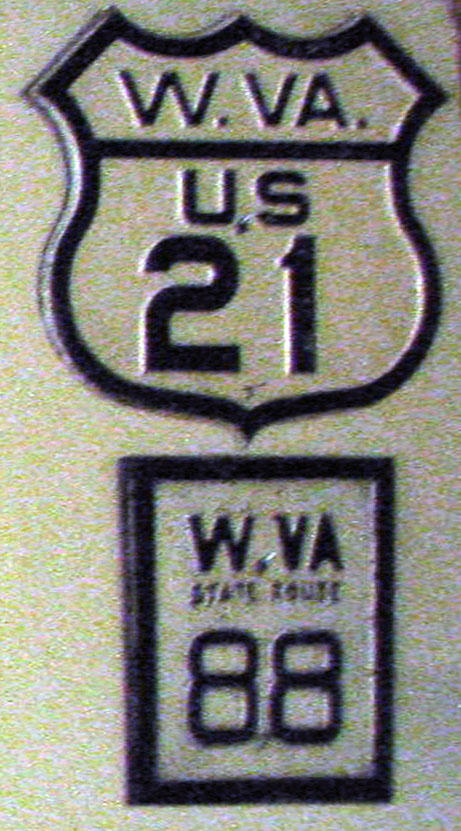 W. VA.
U.S
21
W. VA
STATE ROUTE
88